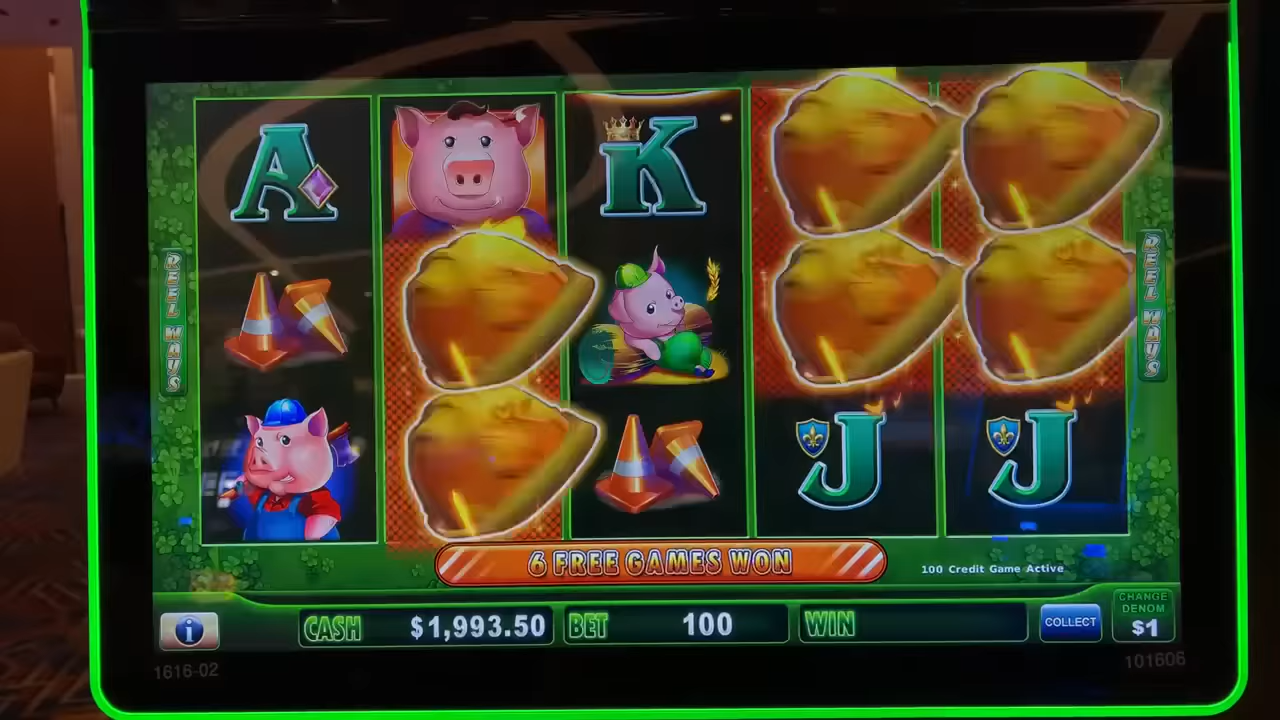 A
K
REEL WAYS
REEL WAYS
J
J
6 FREE GAMES WON
100 Credit Game Active
i
CASH $1,993.50
BET 100
WIN
COLLECT
CHANGE
DENOM
$1
1616-02
101606